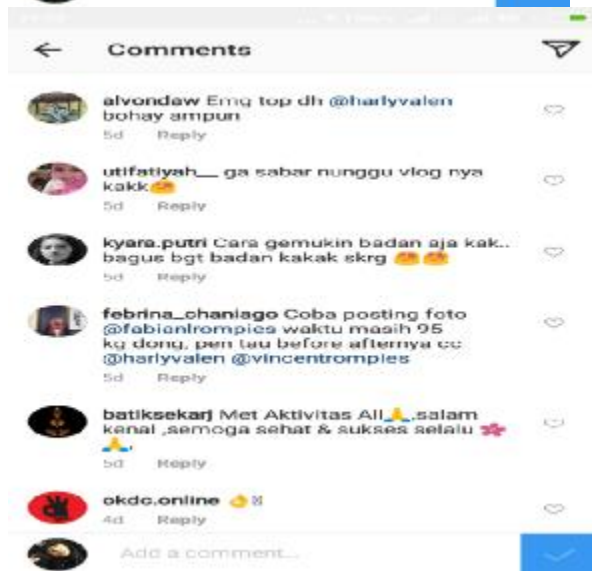 Comments
alvondaw Emg top dh @harlyvalen
bohay ampun
5d Reply
utifatiyah__ ga sabar nunggu vlog nya
kakk
5d Reply
kyara.putri Cara gemukin badan aja kak..
bagus bgt badan kakak skrg
5d Reply
febrina_chaniago Coba posting foto
@fabianlrompies waktu masih 95
kg dong, pen tau before afternya cc
@harlyvalen @vincentrompies
5d Reply
batiksekarj Met Aktivitas All🙏,salam
kenal ,semoga sehat & sukses selalu 🌺
🙏,
5d Reply
okdc.online 👌
4d Reply
Add a comment...